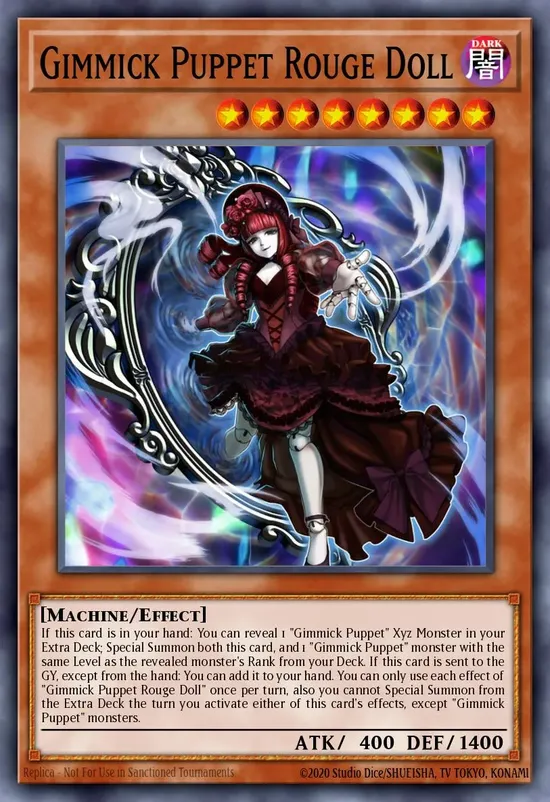 Gimmick Puppet Rouge Doll
DARK
闇
[Machine/Effect]
If this card is in your hand: You can reveal 1 "Gimmick Puppet" Xyz Monster in your
Extra Deck; Special Summon both this card, and 1 "Gimmick Puppet" monster with the
same Level as the revealed monster's Rank from your Deck. If this card is sent to the
GY, except from the hand: You can add it to your hand. You can only use each effect of
"Gimmick Puppet Rouge Doll" once per turn, also you cannot Special Summon from
the Extra Deck the turn you activate either of this card's effects, except "Gimmick
Puppet" monsters.
ATK/ 400 DEF/1400
Replica - Not For Use in Sanctioned Tournaments
©2020 Studio Dice/SHUEISHA, TV TOKYO, KONAMI